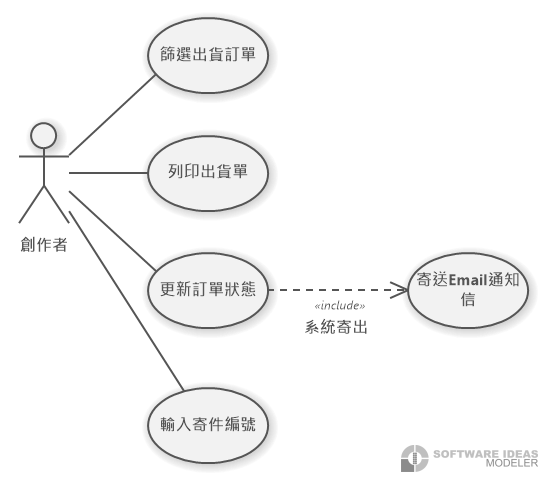 篩選出貨訂單
列印出貨單
創作者
更新訂單狀態
寄送Email通知
信
«include»
系統寄出
輸入寄件編號
SOFTWARE IDEAS
MODELER